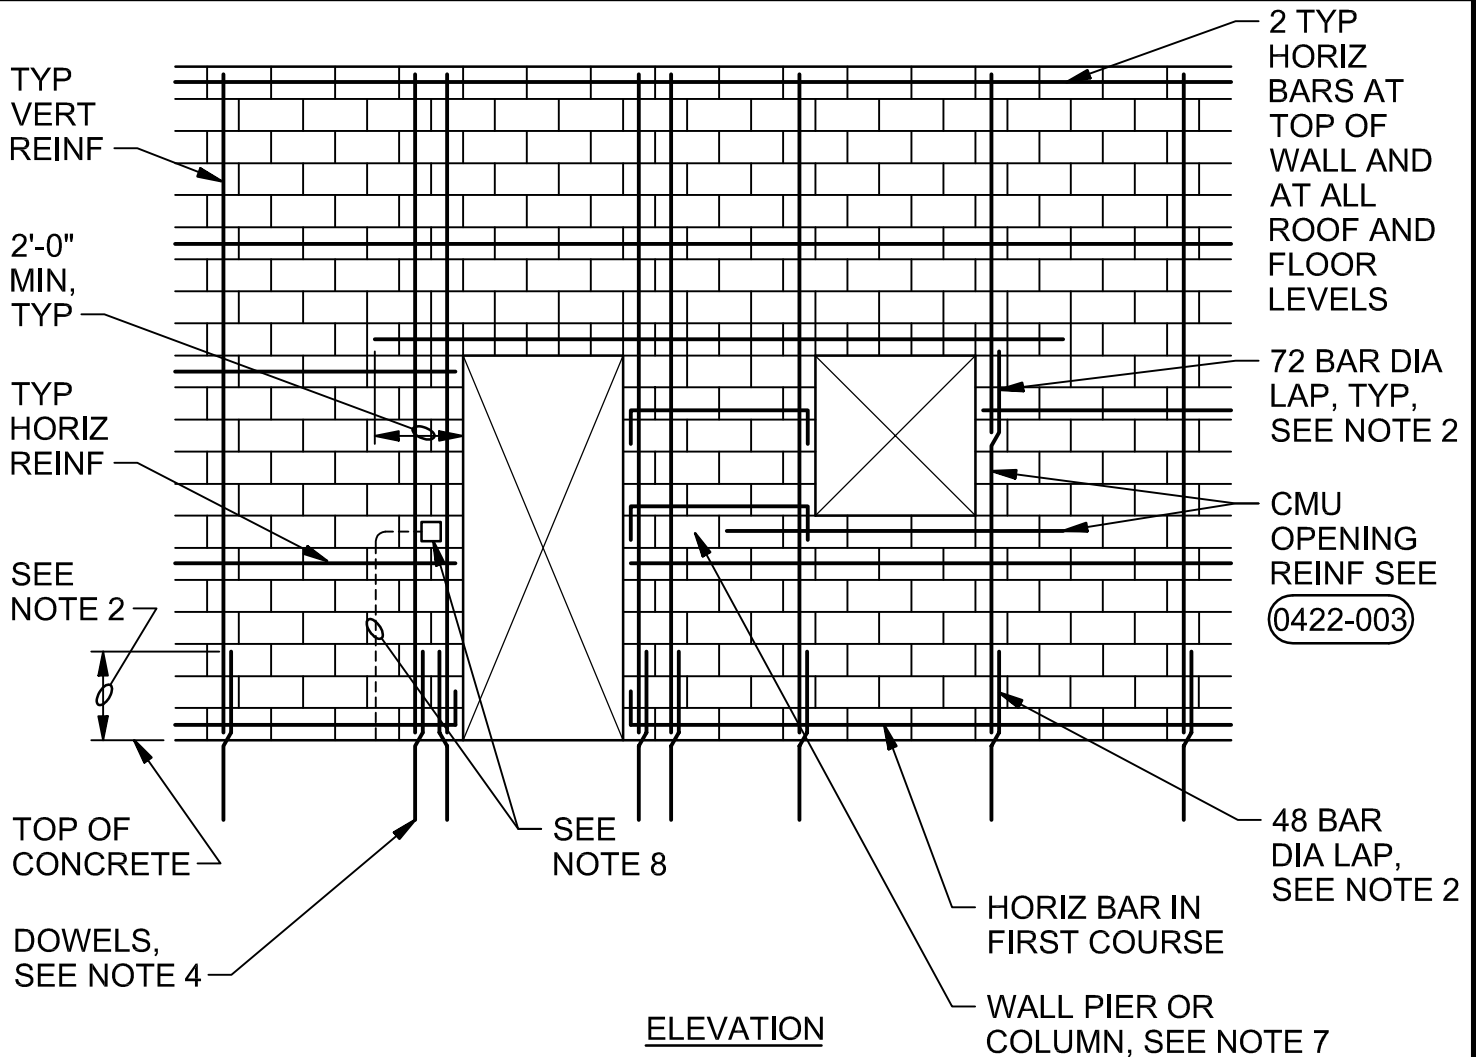 TYP
VERT
REINF
2'-0"
MIN,
TYP
TYP
HORIZ
REINF
SEE
NOTE 2
TOP OF
CONCRETE
DOWELS,
SEE NOTE 4
SEE
NOTE 8
ELEVATION
2 TYP
HORIZ
BARS AT
TOP OF
WALL AND
AT ALL
ROOF AND
FLOOR
LEVELS
72 BAR DIA
LAP, TYP,
SEE NOTE 2
CMU
OPENING
REINF SEE
0422-003
48 BAR
DIA LAP,
SEE NOTE 2
HORIZ BAR IN
FIRST COURSE
WALL PIER OR
COLUMN, SEE NOTE 7